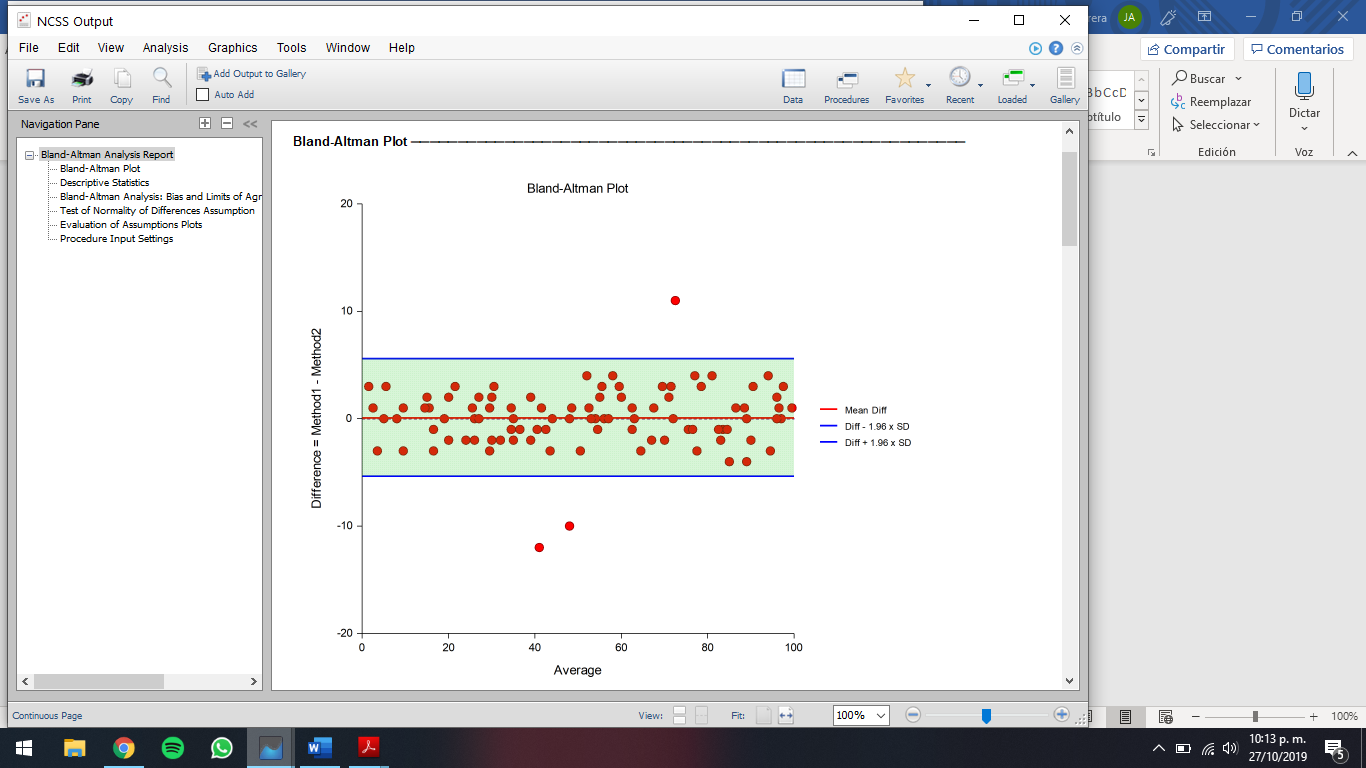 NCSS Output
rera JA
File Edit View Analysis Graphics Tools Window Help
Compartir Comentarios
Save As Print Copy Find
Add Output to Gallery
Auto Add
Data Procedures Favorites Recent Loaded Gallery
Buscar
Reemplazar
Seleccionar
Edición
Dictar
Voz
Navigation Pane
Bland-Altman Analysis Report
Bland-Altman Plot
Descriptive Statistics
Bland-Altman Analysis: Bias and Limits of Agr
Test of Normality of Differences Assumption
Evaluation of Assumptions Plots
Procedure Input Settings
Bland-Altman Plot
Bland-Altman Plot
20
10
0
-10
-20
Difference = Method1 - Method2
0 20 40 60 80 100
Average
Mean Diff
Diff - 1.96 x SD
Diff + 1.96 x SD
Continuous Page
View: Fit: 100%
100%
10:13 p. m.
27/10/2019
5